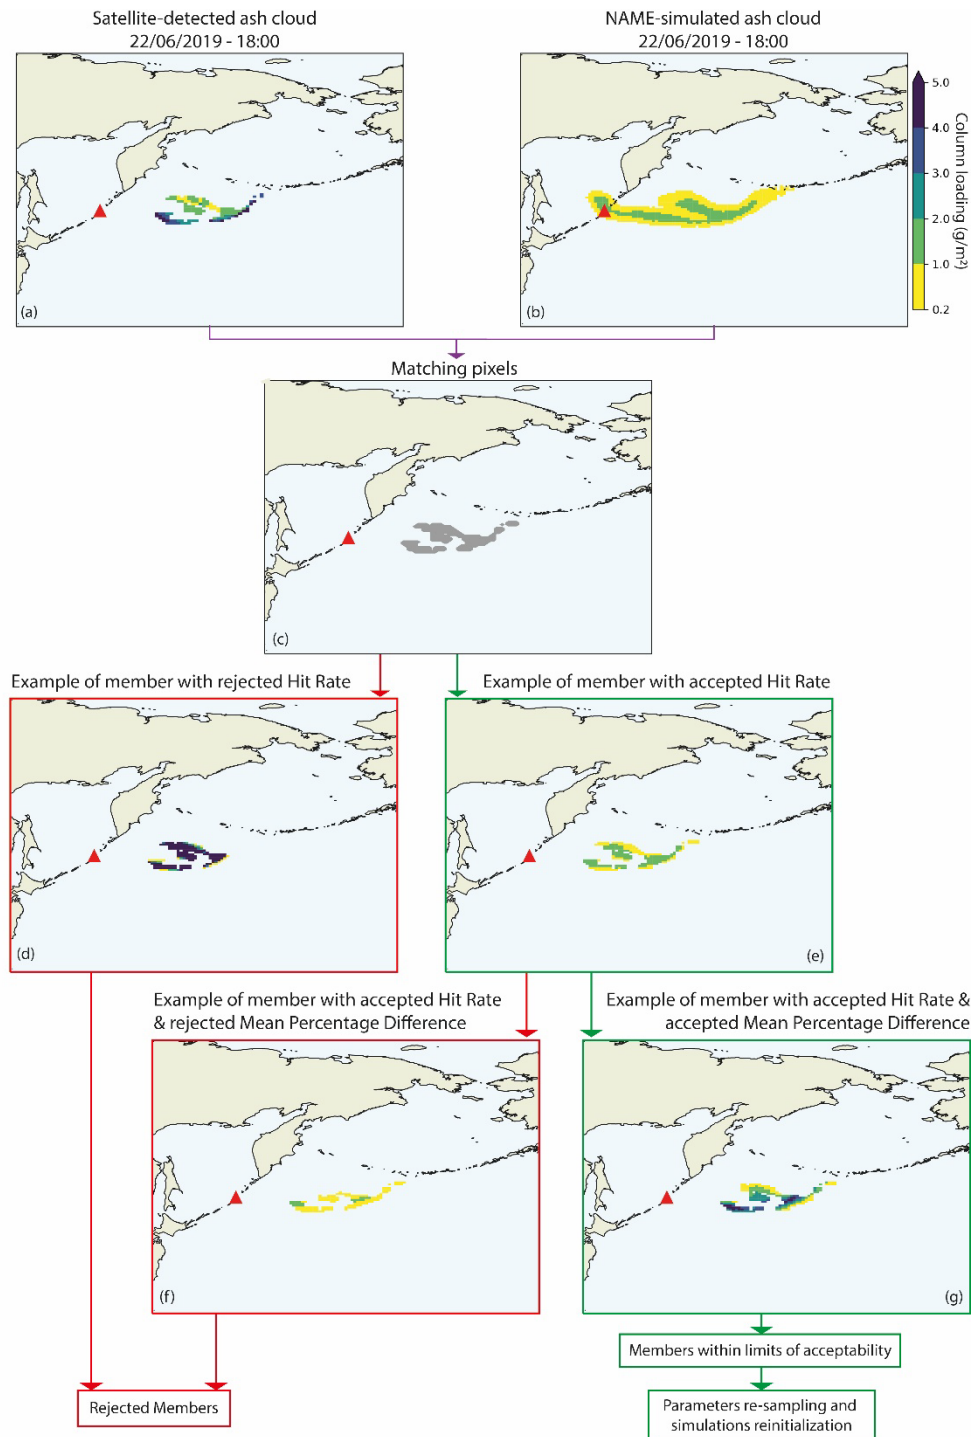 Satellite-detected ash cloud
22/06/2019 - 18:00
NAME-simulated ash cloud
22/06/2019 - 18:00
(a)
(b)
5.0
4.0
3.0
2.0
1.0
0.2
Column loading (g/m²)
Matching pixels
(c)
Example of member with rejected Hit Rate
Example of member with accepted Hit Rate
(d)
(e)
Example of member with accepted Hit Rate
& rejected Mean Percentage Difference
Example of member with accepted Hit Rate &
accepted Mean Percentage Difference
(f)
(g)
Members within limits of acceptability
Rejected Members
Parameters re-sampling and
simulations reinitialization